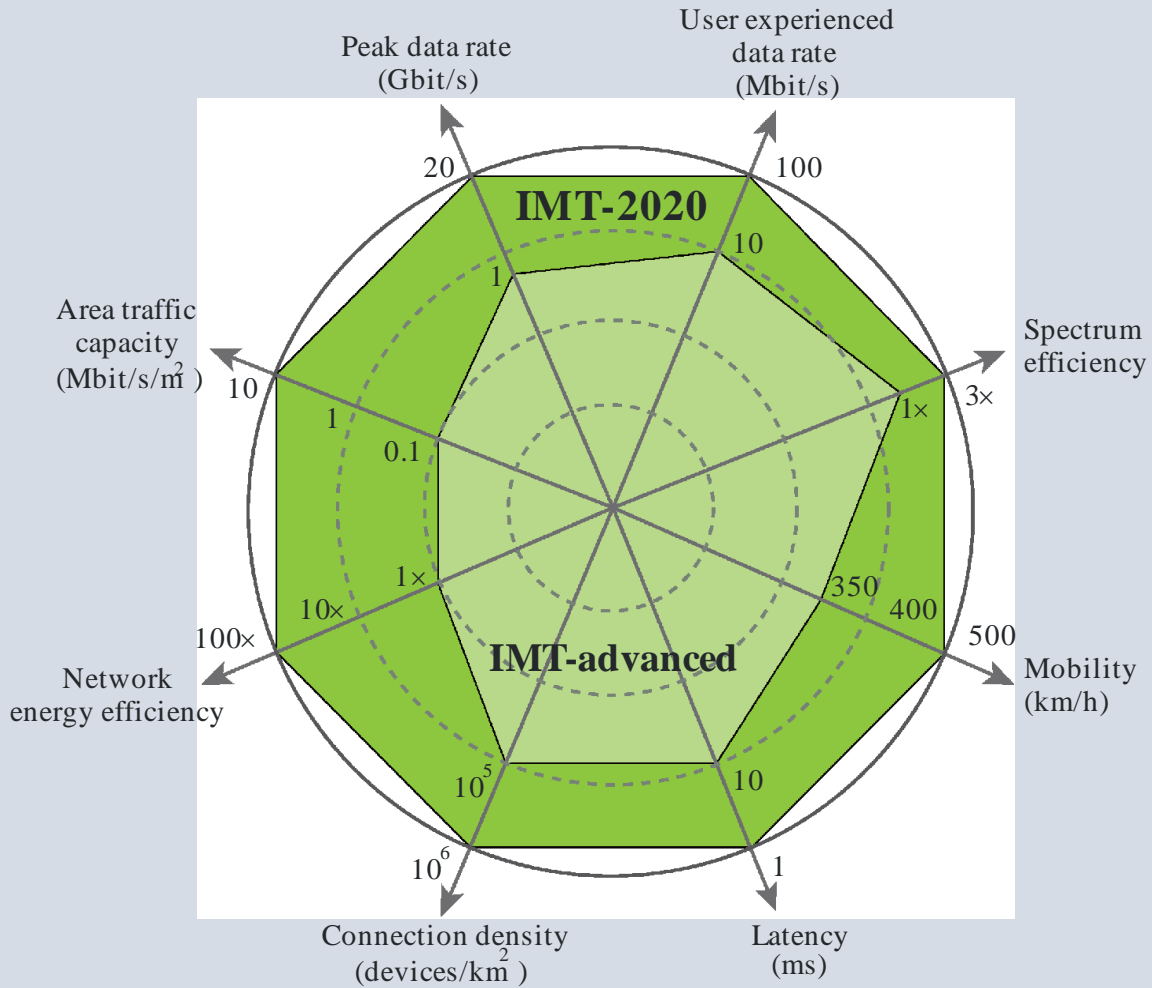 User experienced
data rate
(Mbit/s)
Peak data rate
(Gbit/s)
20
100
IMT-2020
10
1
Area traffic
capacity
(Mbit/s/m²)
Spectrum
efficiency
10
1
0.1
1×
3×
1×
10×
100×
350
400
500
Network
energy efficiency
IMT-advanced
Mobility
(km/h)
10⁵
10
10⁶
1
Connection density
(devices/km²)
Latency
(ms)